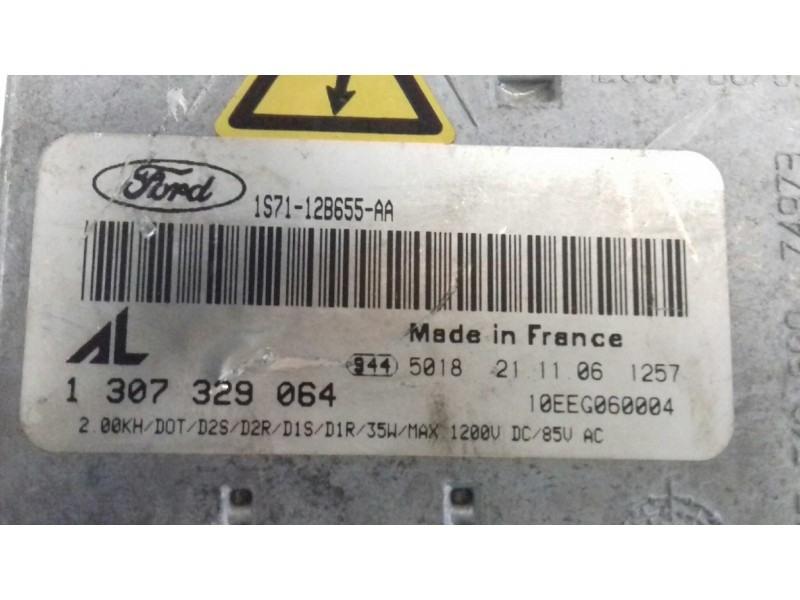 Ford
1S71-12B655-AA
AL
Made in France
944 5018 21.11.06 1257
1 307 329 064
10EEG060004
2.00KH/DOT/D2S/D2R/D1S/D1R/35W/MAX 1200V DC/85V AC